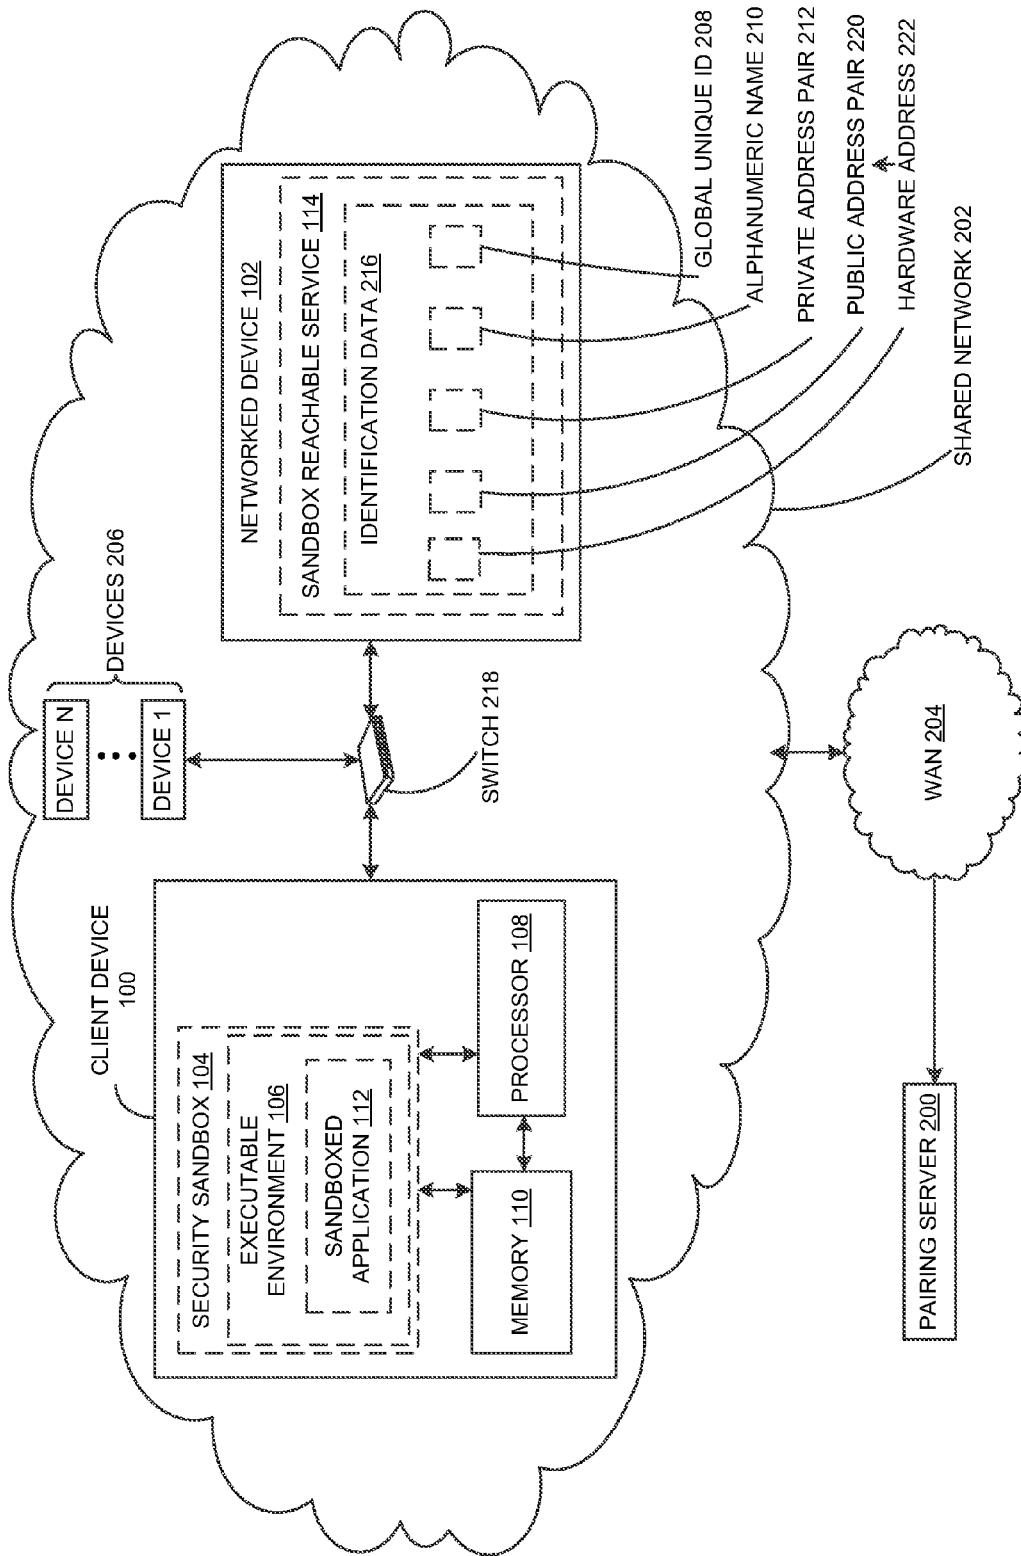 CLIENT DEVICE
100
SECURITY SANDBOX 104
EXECUTABLE
ENVIRONMENT 106
SANDBOXED
APPLICATION 112
MEMORY 110
PROCESSOR 108
DEVICE N
DEVICE 1
DEVICES 206
SWITCH 218
NETWORKED DEVICE 102
SANDBOX REACHABLE SERVICE 114
IDENTIFICATION DATA 216
GLOBAL UNIQUE ID 208
ALPHANUMERIC NAME 210
PRIVATE ADDRESS PAIR 212
PUBLIC ADDRESS PAIR 220
HARDWARE ADDRESS 222
SHARED NETWORK 202
WAN 204
PAIRING SERVER 200